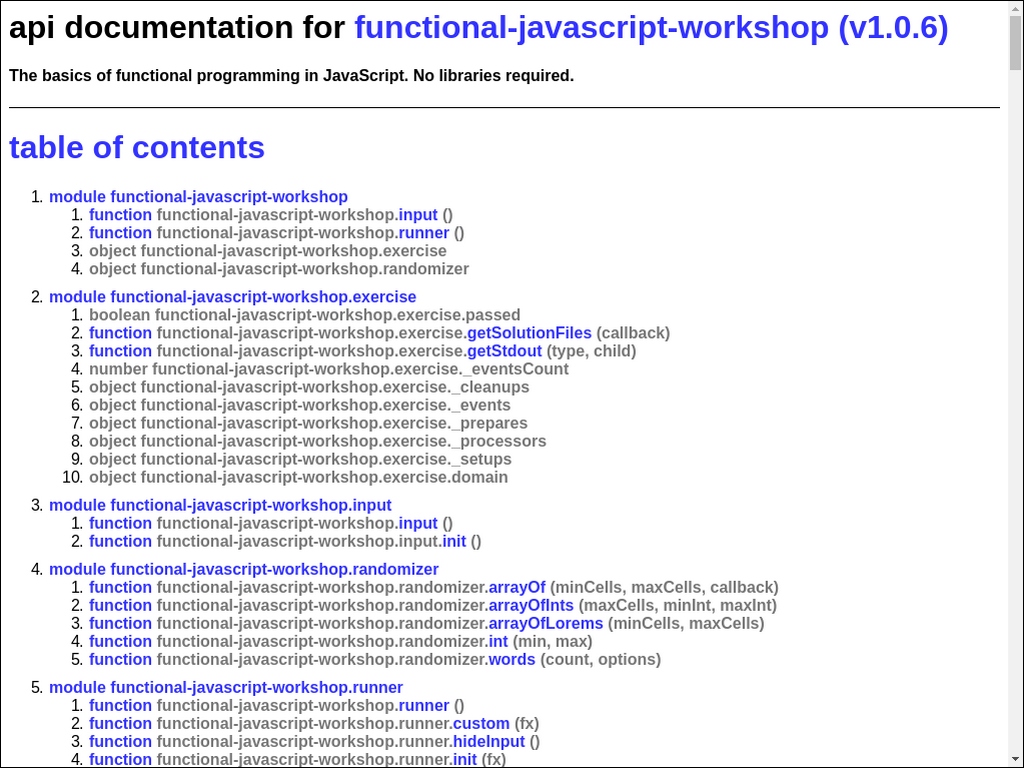 api documentation for functional-javascript-workshop (v1.0.6)
The basics of functional programming in JavaScript. No libraries required.
table of contents
1. module functional-javascript-workshop
1. function functional-javascript-workshop.input ()
2. function functional-javascript-workshop.runner ()
3. object functional-javascript-workshop.exercise
4. object functional-javascript-workshop.randomizer
2. module functional-javascript-workshop.exercise
1. boolean functional-javascript-workshop.exercise.passed
2. function functional-javascript-workshop.exercise.getSolutionFiles (callback)
3. function functional-javascript-workshop.exercise.getStdout (type, child)
4. number functional-javascript-workshop.exercise._eventsCount
5. object functional-javascript-workshop.exercise._cleanups
6. object functional-javascript-workshop.exercise._events
7. object functional-javascript-workshop.exercise._prepares
8. object functional-javascript-workshop.exercise._processors
9. object functional-javascript-workshop.exercise._setups
10. object functional-javascript-workshop.exercise.domain
3. module functional-javascript-workshop.input
1. function functional-javascript-workshop.input ()
2. function functional-javascript-workshop.input.init ()
4. module functional-javascript-workshop.randomizer
1. function functional-javascript-workshop.randomizer.arrayOf (minCells, maxCells, callback)
2. function functional-javascript-workshop.randomizer.arrayOfInts (maxCells, minInt, maxInt)
3. function functional-javascript-workshop.randomizer.arrayOfLorems (minCells, maxCells)
4. function functional-javascript-workshop.randomizer.int (min, max)
5. function functional-javascript-workshop.randomizer.words (count, options)
5. module functional-javascript-workshop.runner
1. function functional-javascript-workshop.runner ()
2. function functional-javascript-workshop.runner.custom (fx)
3. function functional-javascript-workshop.runner.hideInput ()
4. function functional-javascript-workshop.runner.init (fx)